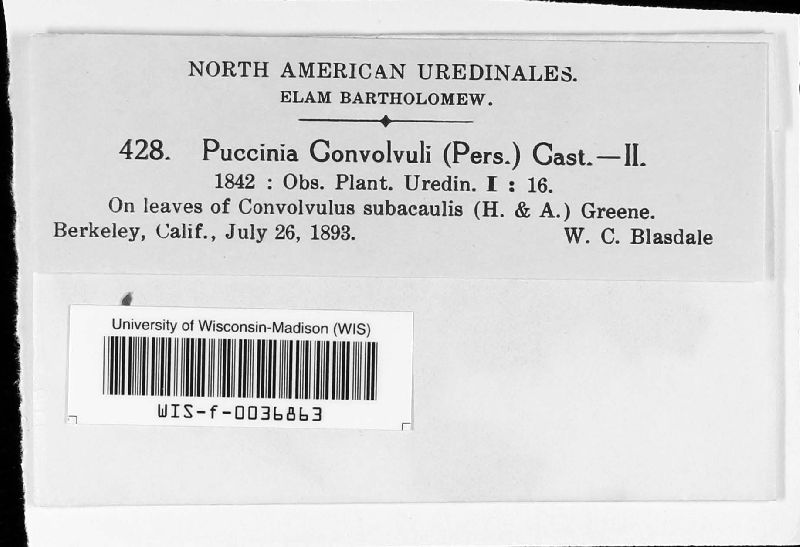 NORTH AMERICAN UREDINALES.
ELAM BARTHOLOMEW.
428. Puccinia Convolvuli (Pers.) Cast.—II.
1842 : Obs. Plant. Uredin. I : 16.
On leaves of Convolvulus subacaulis (H. & A.) Greene.
Berkeley, Calif., July 26, 1893. W. C. Blasdale
University of Wisconsin-Madison (WIS)
WIS-f-0036863